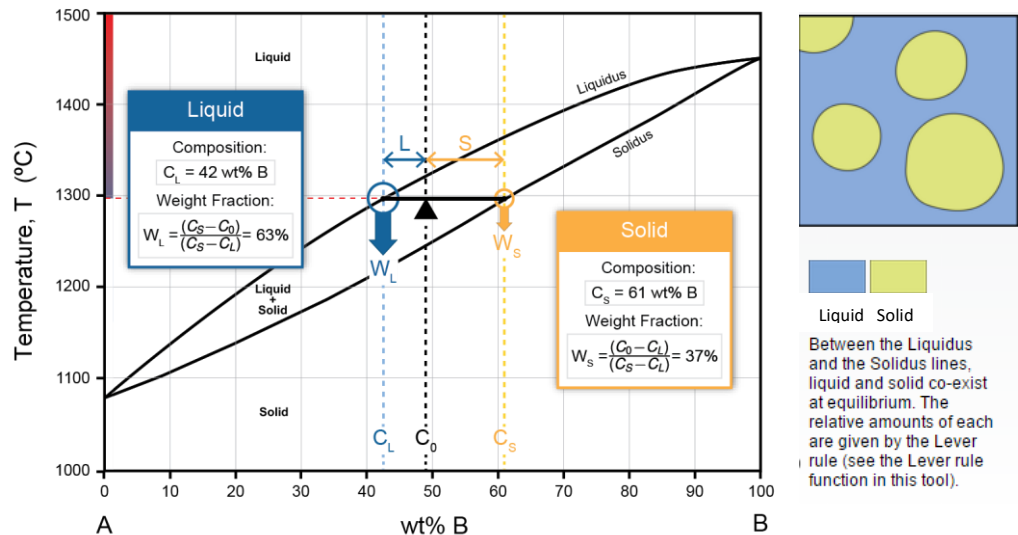 Temperature, T (ºC)
1500
1400
1300
1200
1100
1000
0
10
20
30
40
50
60
70
80
90
100
A
wt% B
B
Liquid
Liquidus
Solidus
Liquid
+
Solid
Solid
L
S
W_L
W_S
C_L
C_0
C_S
Liquid
Composition:
C_L = 42 wt% B
Weight Fraction:
W_L = (C_S – C_0) / (C_S – C_L) = 63%
Solid
Composition:
C_S = 61 wt% B
Weight Fraction:
W_S = (C_0 – C_L) / (C_S – C_L) = 37%
Liquid Solid
Between the Liquidus
and the Solidus lines,
liquid and solid co-exist
at equilibrium. The
relative amounts of each
) are given by the Lever
rule (see the Lever rule
function in this tool).